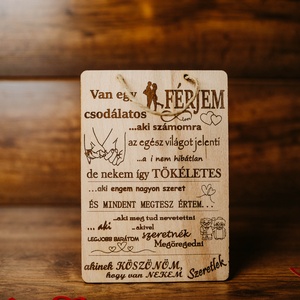 Van egy FÉRJEM
csodálatos
...aki számomra
az egész világot jelenti
...a i nem hibátlan
de nekem így TÖKÉLETES
...aki engem nagyon szeret
ÉS MINDENT MEGTESZ ÉRTEM...
...aki meg tud nevettetni
... aki ...akivel
LEGJOBB BARÁTOM szeretnék
Megöregedni
akinek KÖSZÖNÖM,
hogy van NEKEM Szeretlek